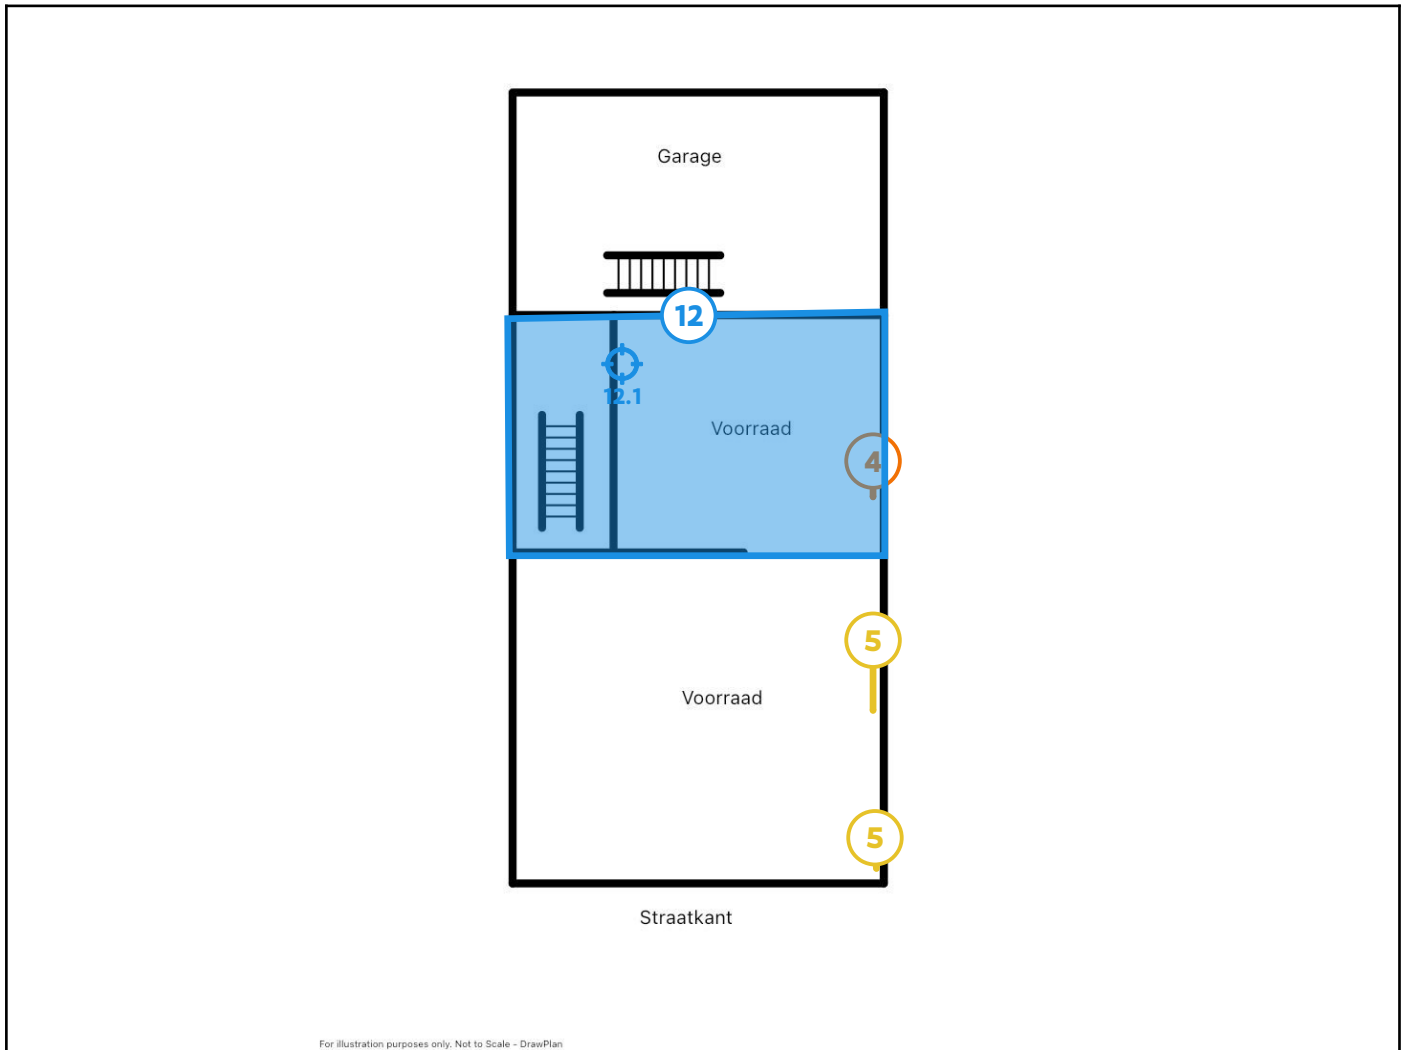 Garage
12
12.1
Voorraad
4
5
Voorraad
5
Straatkant
For illustration purposes only. Not to Scale - DrawPlan